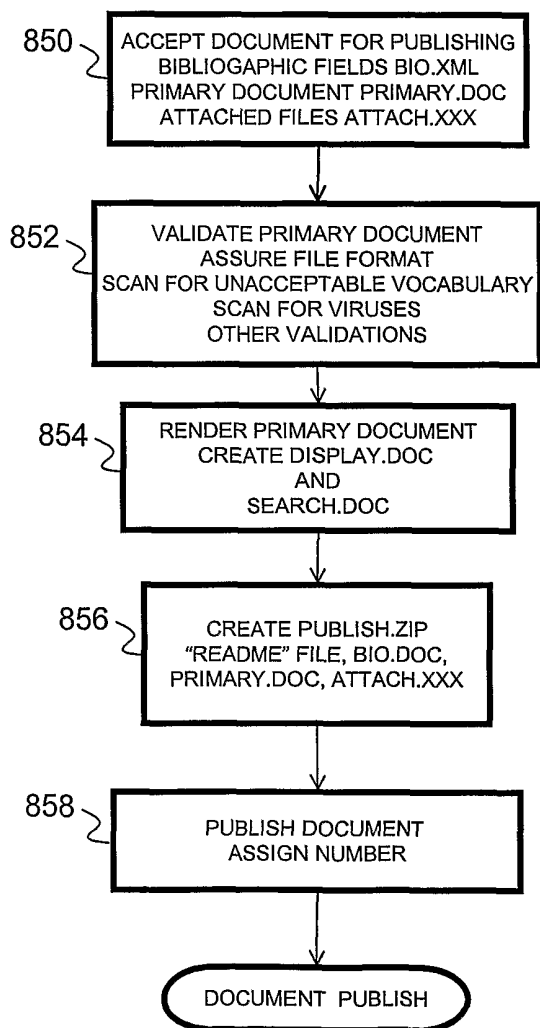 850
ACCEPT DOCUMENT FOR PUBLISHING
BIBLIOGAPHIC FIELDS BIO.XML
PRIMARY DOCUMENT PRIMARY.DOC
ATTACHED FILES ATTACH.XXX
852
VALIDATE PRIMARY DOCUMENT
ASSURE FILE FORMAT
SCAN FOR UNACCEPTABLE VOCABULARY
SCAN FOR VIRUSES
OTHER VALIDATIONS
854
RENDER PRIMARY DOCUMENT
CREATE DISPLAY.DOC
AND
SEARCH.DOC
856
CREATE PUBLISH.ZIP
“README” FILE, BIO.DOC,
PRIMARY.DOC, ATTACH.XXX
858
PUBLISH DOCUMENT
ASSIGN NUMBER
DOCUMENT PUBLISH